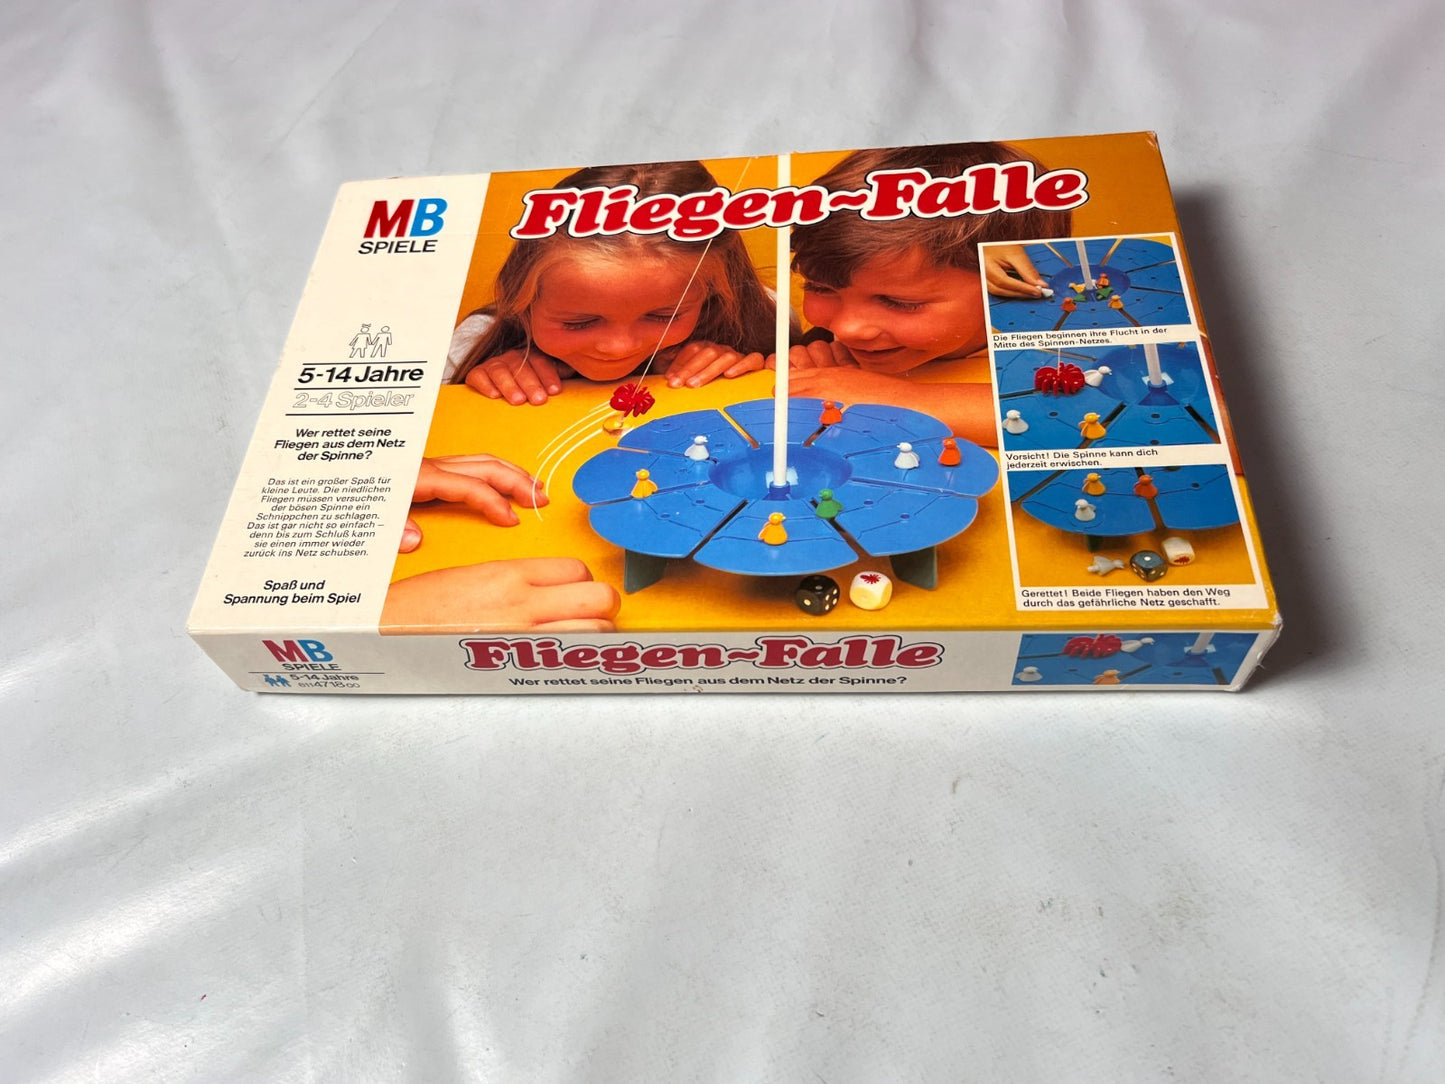 MB
SPIELE
5-14 Jahre
2-4 Spieler
Wer rettet seine
Fliegen aus dem Netz
der Spinne?
Das ist ein großer Spaß für
kleine Leute. Die niedlichen
Fliegen müssen versuchen,
der bösen Spinne ein
Schnippchen zu schlagen.
Das ist gar nicht so einfach –
denn bis zum Schluß kann
sie einen immer wieder
zurück ins Netz schubsen.
Spaß und
Spannung beim Spiel
Fliegen~Falle
Die Fliegen beginnen ihre Flucht in der
Mitte des Spinnen-Netzes.
Vorsicht! Die Spinne kann dich
jederzeit erwischen.
Gerettet! Beide Fliegen haben den Weg
durch das gefährliche Netz geschafft.
MB
SPIELE
5-14 Jahre
611471800
Fliegen~Falle
Wer rettet seine Fliegen aus dem Netz der Spinne?